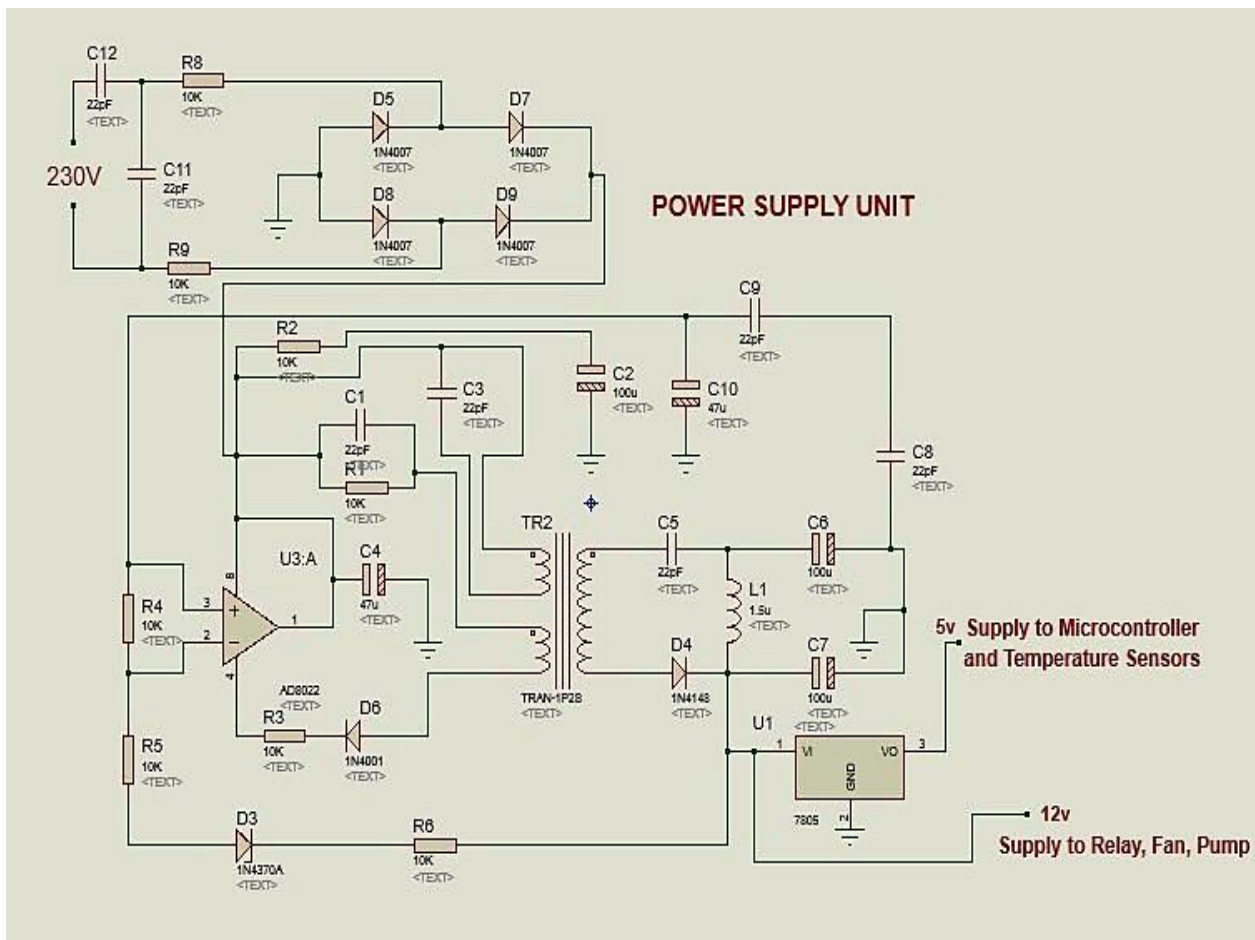 C12
22pF
<TEXT>
R8
10K
<TEXT>
D5
1N4007
<TEXT>
D7
1N4007
<TEXT>
230V
C11
22pF
<TEXT>
D8
1N4007
<TEXT>
D9
1N4007
<TEXT>
POWER SUPPLY UNIT
R9
10K
<TEXT>
C9
22pF
<TEXT>
R2
10K
<TEXT>
C3
22pF
<TEXT>
C2
100u
<TEXT>
C10
47u
<TEXT>
C1
22pF
<TEXT>
R1
10K
<TEXT>
C8
22pF
<TEXT>
TR2
TRAN-1P2S
<TEXT>
C5
22pF
<TEXT>
C6
100u
<TEXT>
U3:A
8
3
2
1
4
AD8022
<TEXT>
C4
47u
<TEXT>
L1
1.5u
<TEXT>
R4
10K
<TEXT>
5v Supply to Microcontroller
and Temperature Sensors
D4
1N4148
<TEXT>
C7
100u
<TEXT>
R3
10K
<TEXT>
D6
1N4001
<TEXT>
R5
10K
<TEXT>
U1
<TEXT>
1
VI
VO
3
GND
2
7805
D3
1N4370A
<TEXT>
R6
10K
<TEXT>
12v
Supply to Relay, Fan, Pump